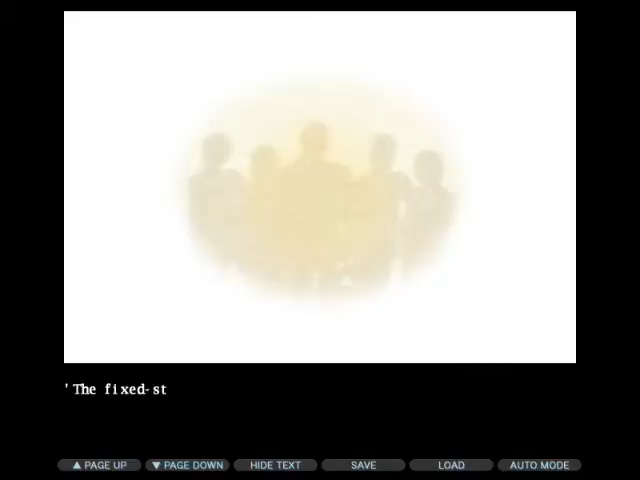 'The fixed-st
▲ PAGE UP
▼ PAGE DOWN
HIDE TEXT
SAVE
LOAD
AUTO MODE